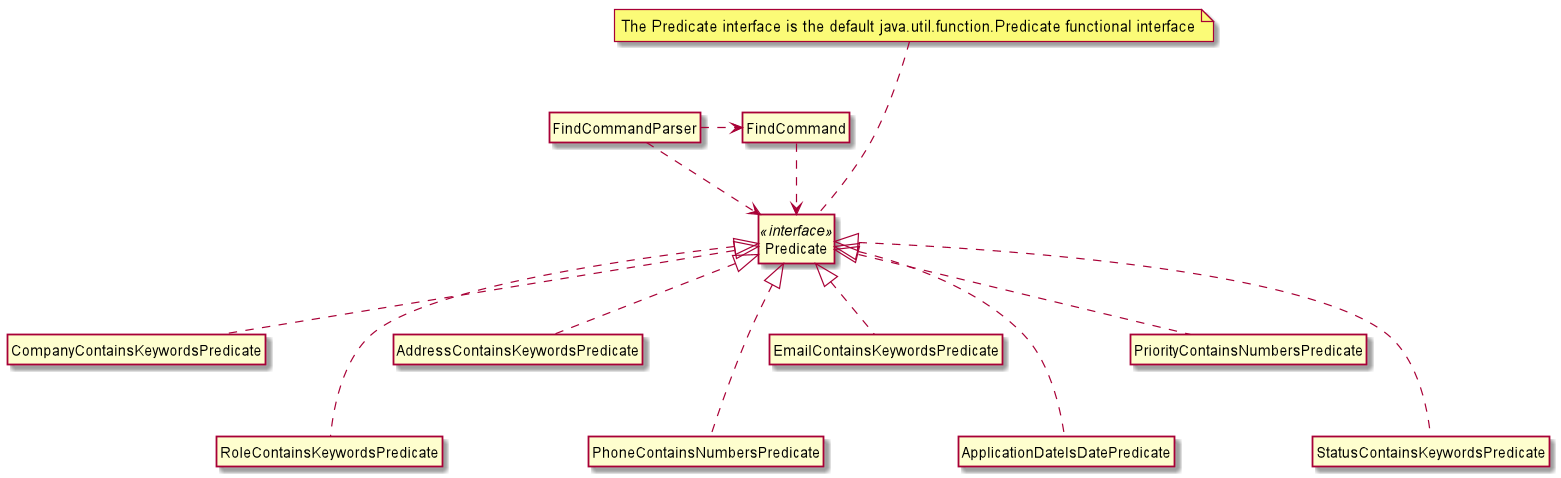 The Predicate interface is the default java.util.function.Predicate functional interface
FindCommandParser
FindCommand
«interface»
Predicate
CompanyContainsKeywordsPredicate
AddressContainsKeywordsPredicate
EmailContainsKeywordsPredicate
PriorityContainsNumbersPredicate
RoleContainsKeywordsPredicate
PhoneContainsNumbersPredicate
ApplicationDateIsDatePredicate
StatusContainsKeywordsPredicate